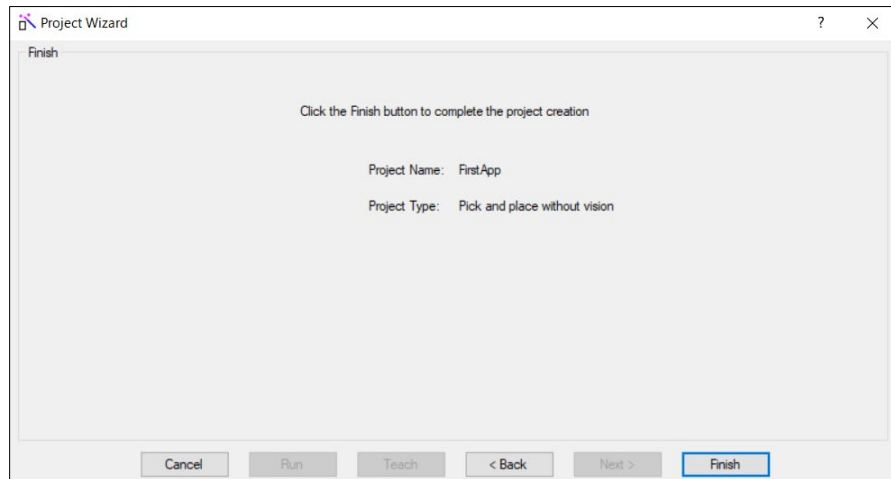 Project Wizard
?
Finish
Click the Finish button to complete the project creation
Project Name: FirstApp
Project Type: Pick and place without vision
Cancel Run Teach < Back Next > Finish